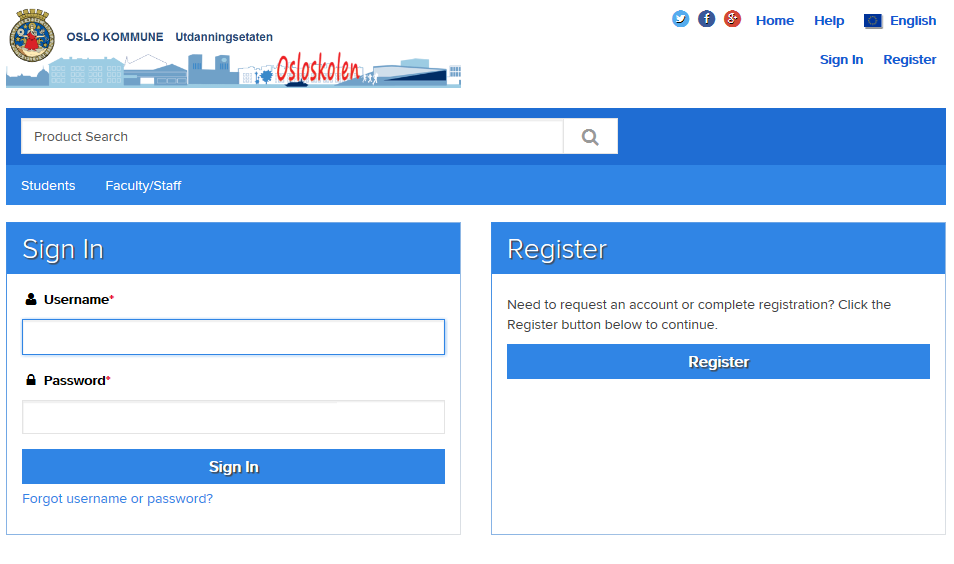 OSLO KOMMUNE Utdanningsetaten
Osloskolen
Home Help English
Sign In Register
Product Search
Students Faculty/Staff
Sign In
Username*
Password*
Sign In
Forgot username or password?
Register
Need to request an account or complete registration? Click the
Register button below to continue.
Register